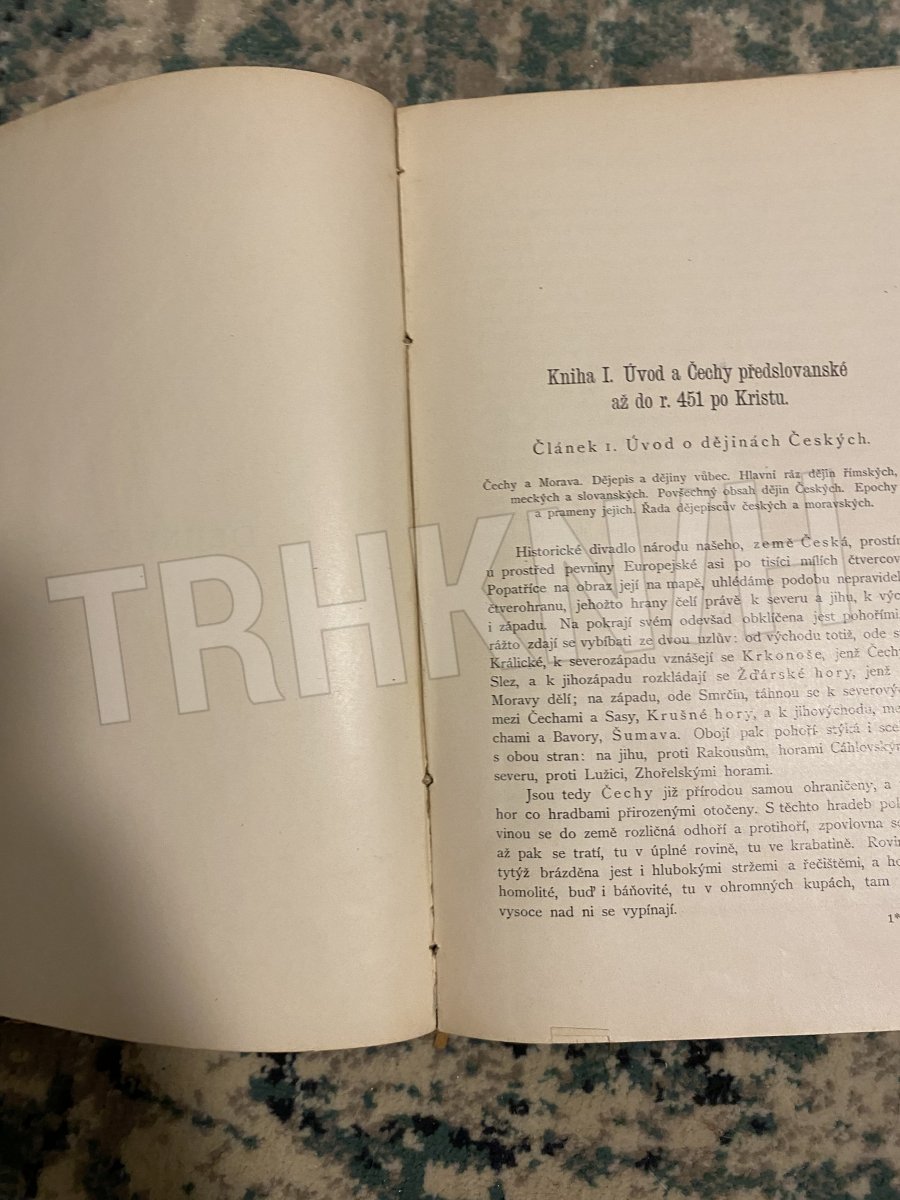 Kniha I. Úvod a Čechy předslovanské
až do r. 451 po Kristu.
Článek 1. Úvod o dějinách Českých.
Čechy a Morava. Dějepis a dějiny vůbec. Hlavní ráz dějin římských,
meckých a slovanských. Povšechný obsah dějin Českých. Epochy
a prameny jejich. Řada dějepiscův českých a moravských.
Historické divadlo národu našeho, země Česká, prostír
u prostřed pevniny Europejské asi po tisíci mílích čtvercov
Popatříce na obraz její na mapě, uhlédáme podobu nepravidel
čtverohranu, jehožto hrany čelí právě k severu a jihu, k výc
i západu. Na pokrají svém odevšad obklíčena jest pohořími
rážto zdají se vybíbati ze dvou uzlův: od východu totiž, ode s
Králické, k severozápadu vznášejí se Krkonoše, jenž Čech
Slez, a k jihozápadu rozkládají se Žďárské hory, jenž
Moravy dělí; na západu, ode Smrčin, táhnou se k severový
mezi Čechami a Sasy, Krušné hory, a k jihovýchodu, me
chami a Bavory, Šumava. Obojí pak pohoří stýká i sce
s obou stran: na jihu, proti Rakousům, horami Cáhlovským
severu, proti Lužici, Zhořelskými horami.
Jsou tedy Čechy již přírodou samou ohraničeny, a
hor co hradbami přirozenými otočeny. S těchto hradeb pol
vinou se do země rozličná odhoří a protihoří, zpovlovna se
až pak se tratí, tu v úplné rovině, tu ve krabatině. Rovin
tytýž brázděna jest i hlubokými stržemi a řečištěmi, a ho
homolité, buď i báňovité, tu v ohromných kupách, tam
vysoce nad ni se vypínají.
1*
TRHKNIH